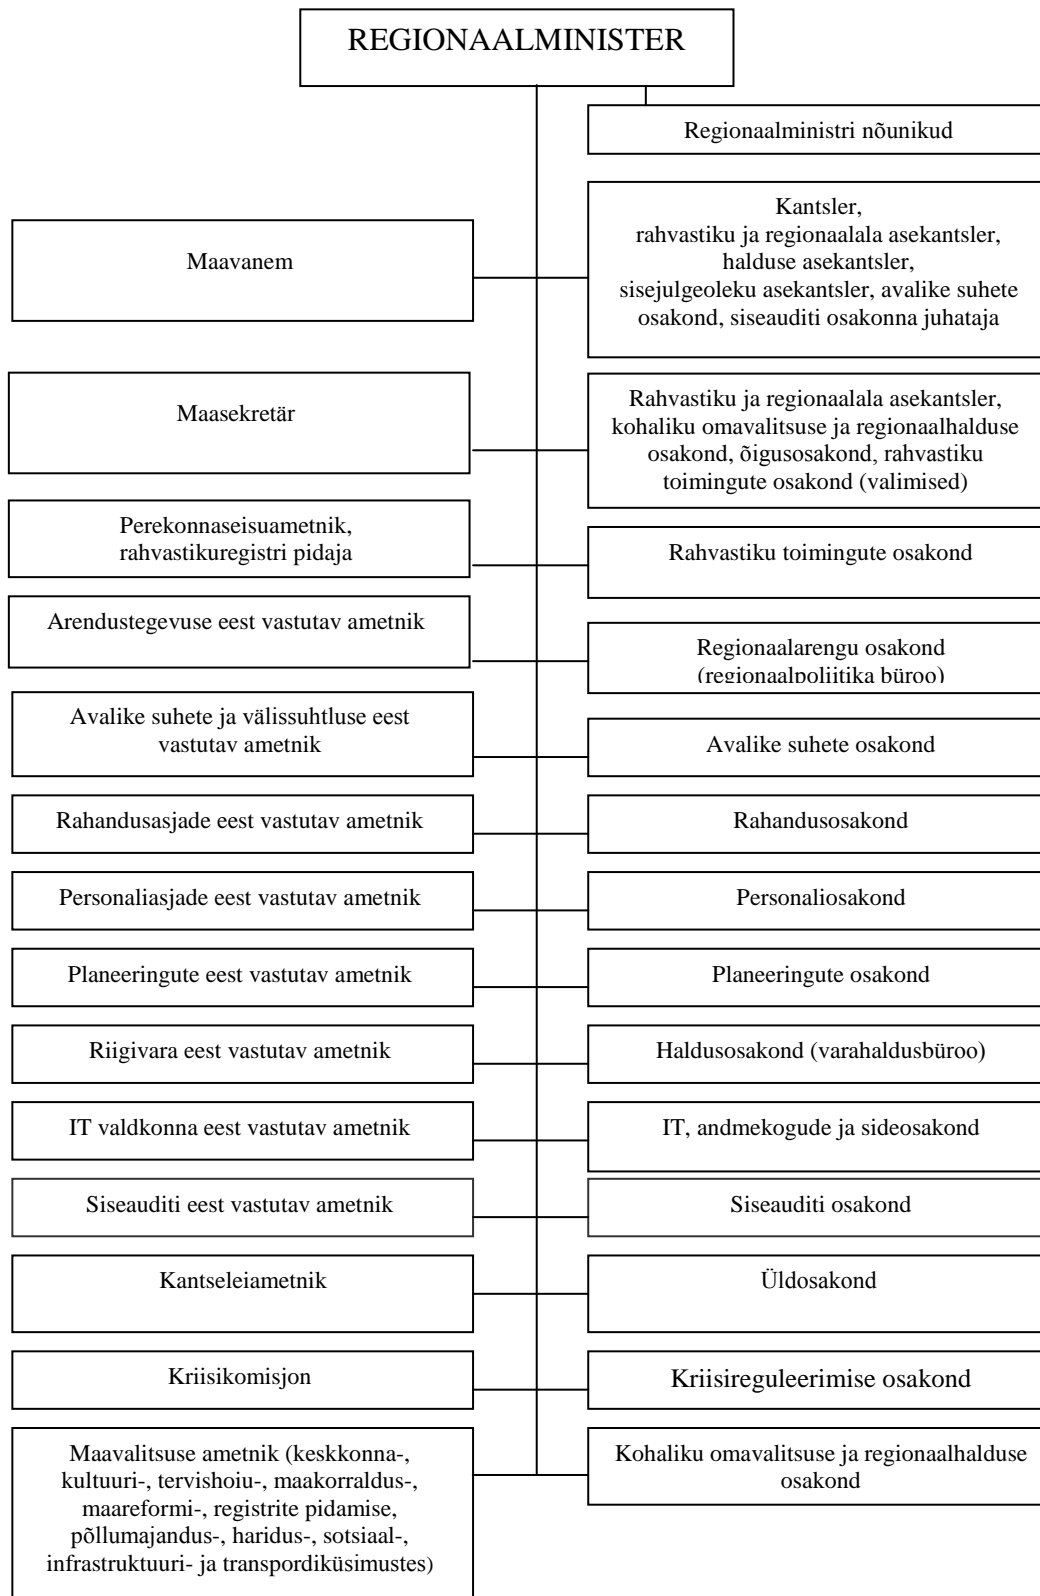 REGIONAALMINISTER
Regionaalministri nõunikud
Maavanem
Kantsler,
rahvastiku ja regionaalala asekantsler,
halduse asekantsler,
sisejulgeoleku asekantsler, avalike suhete
osakond, siseauditi osakonna juhataja
Maasekretär
Rahvastiku ja regionaalala asekantsler,
kohaliku omavalitsuse ja regionaalhalduse
osakond, õigusosakond, rahvastiku
toimingute osakond (valimised)
Perekonnaseisuametnik,
rahvastikuregistri pidaja
Rahvastiku toimingute osakond
Arendustegevuse eest vastutav ametnik
Regionaalarengu osakond
(regionaalpoliitika büroo)
Avalike suhete ja välissuhtluse eest
vastutav ametnik
Avalike suhete osakond
Rahandusasjade eest vastutav ametnik
Rahandusosakond
Personaliasjade eest vastutav ametnik
Personaliosakond
Planeeringute eest vastutav ametnik
Planeeringute osakond
Riigivara eest vastutav ametnik
Haldusosakond (varahaldusbüroo)
IT valdkonna eest vastutav ametnik
IT, andmekogude ja sideosakond
Siseauditi eest vastutav ametnik
Siseauditi osakond
Kantseleiametnik
Üldosakond
Kriisikomisjon
Kriisireguleerimise osakond
Maavalitsuse ametnik (keskkonna-,
kultuuri-, tervishoiu-, maakorraldus-,
maareformi-, registrite pidamise,
põllumajandus-, haridus-, sotsiaal-,
infrastruktuuri- ja transpordiküsimustes)
Kohaliku omavalitsuse ja regionaalhalduse
osakond